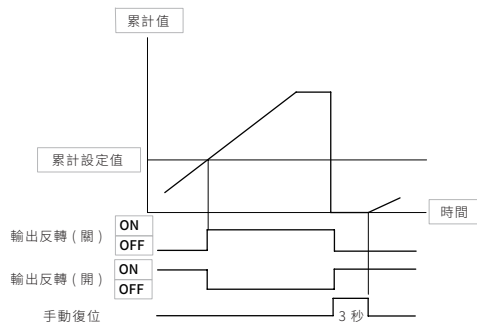 累計值
累計設定值
時間
輸出反轉 ( 關 )
ON
OFF
輸出反轉 ( 開 )
ON
OFF
手動復位
3 秒